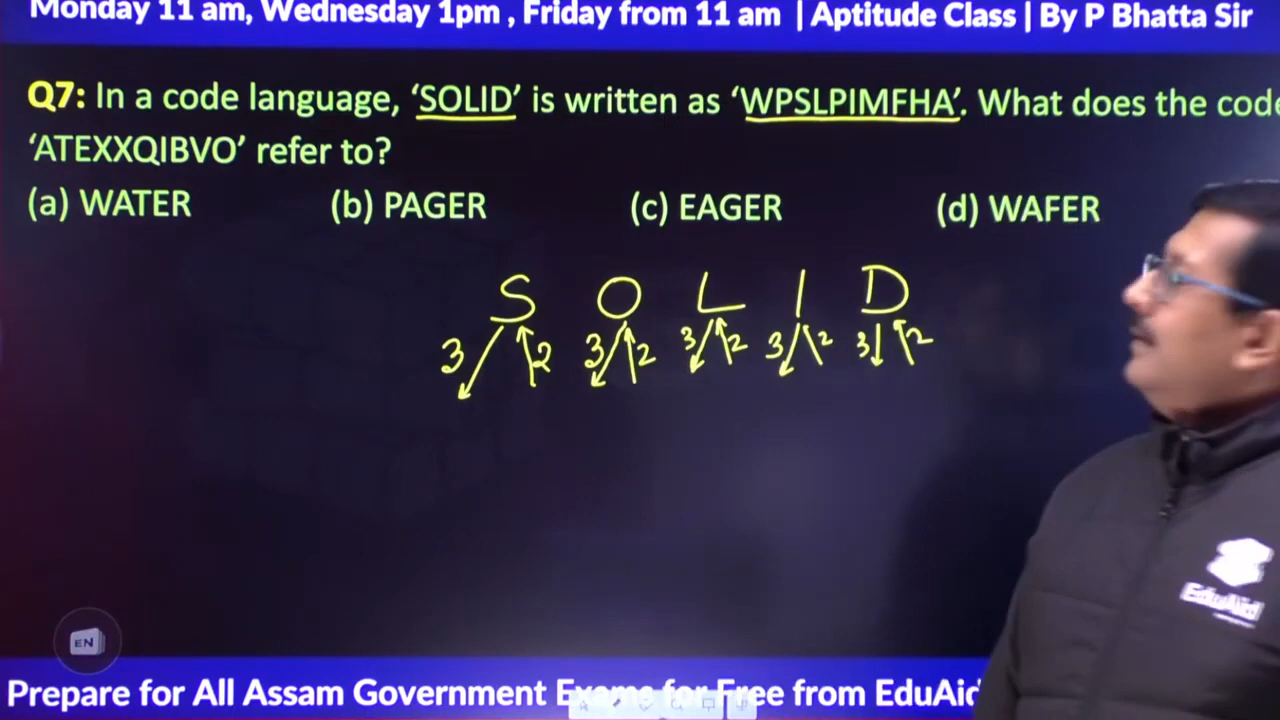 Monday 11 am, Wednesday 1pm , Friday from 11 am | Aptitude Class | By P Bhatta Sir
Q7: In a code language, ‘SOLID’ is written as ‘WPSLPIMFHA’. What does the code
‘ATEXXQIBVO’ refer to?
(a) WATER (b) PAGER (c) EAGER (d) WAFER
S O L I D
3 2 3 2 3 2 3 2 3 2
EduAid
EN
Prepare for All Assam Government Exams for Free from EduAid